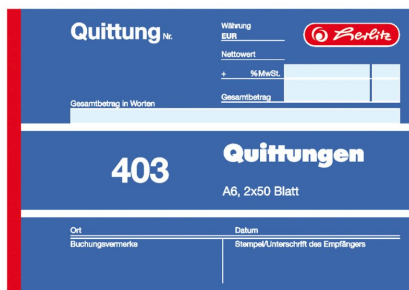 Quittung Nr.
Währung
EUR
Herlitz
Nettowert
+ %MwSt.
Gesamtbetrag
Gesamtbetrag in Worten
403
Quittungen
A6, 2x50 Blatt
Ort Datum
Buchungsvermerke Stempel/Unterschrift des Empfängers